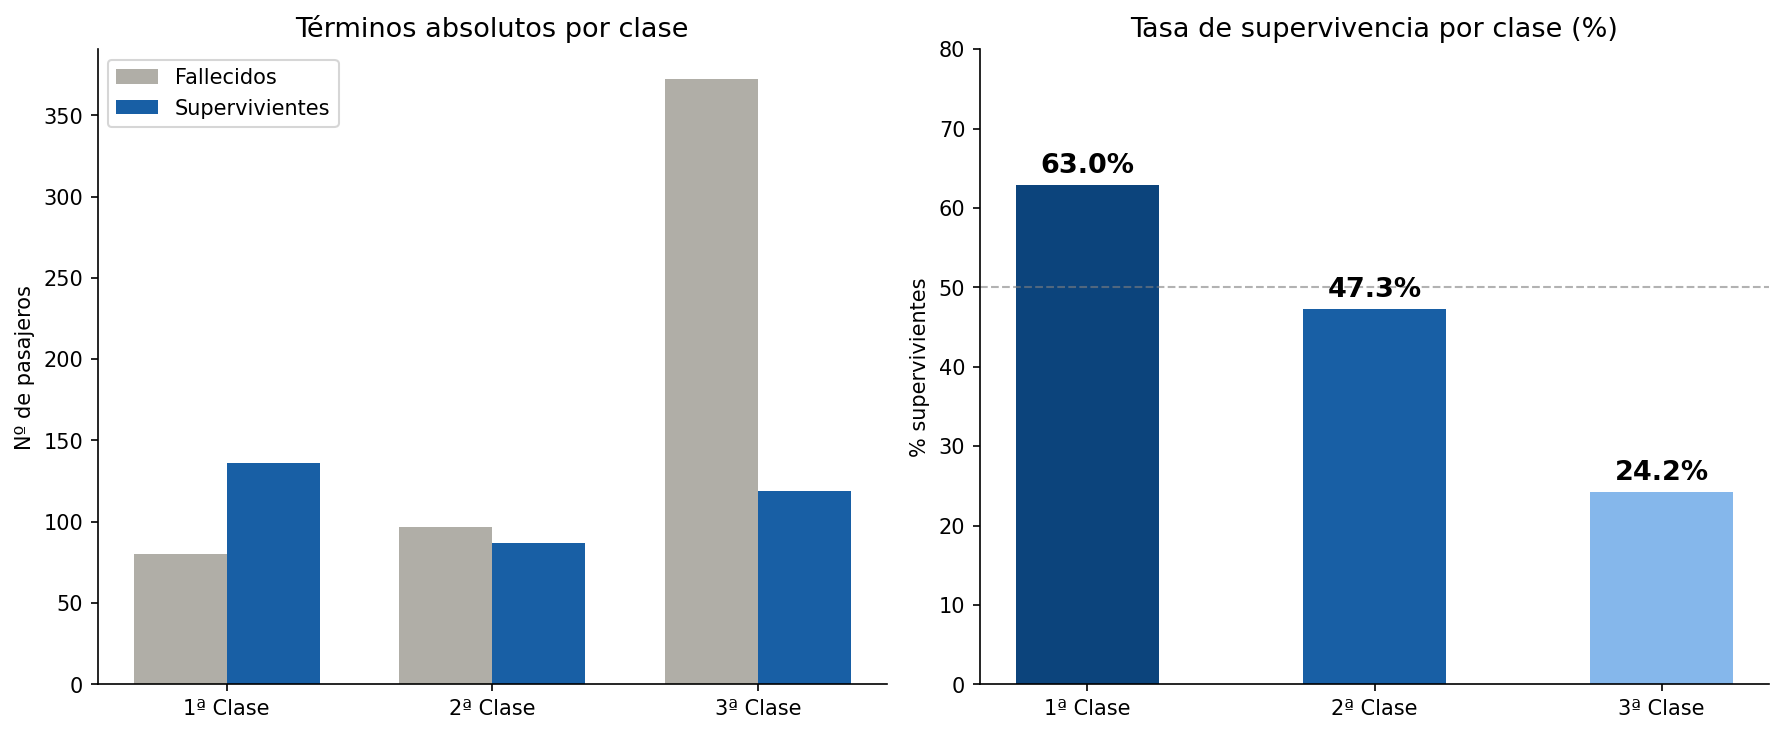 Términos absolutos por clase
Fallecidos
Supervivientes
Nº de pasajeros
350
300
250
200
150
100
50
0
1ª Clase 2ª Clase 3ª Clase
Tasa de supervivencia por clase (%)
% supervivientes
80
70
60
50
40
30
20
10
0
63.0%
47.3%
24.2%
1ª Clase 2ª Clase 3ª Clase